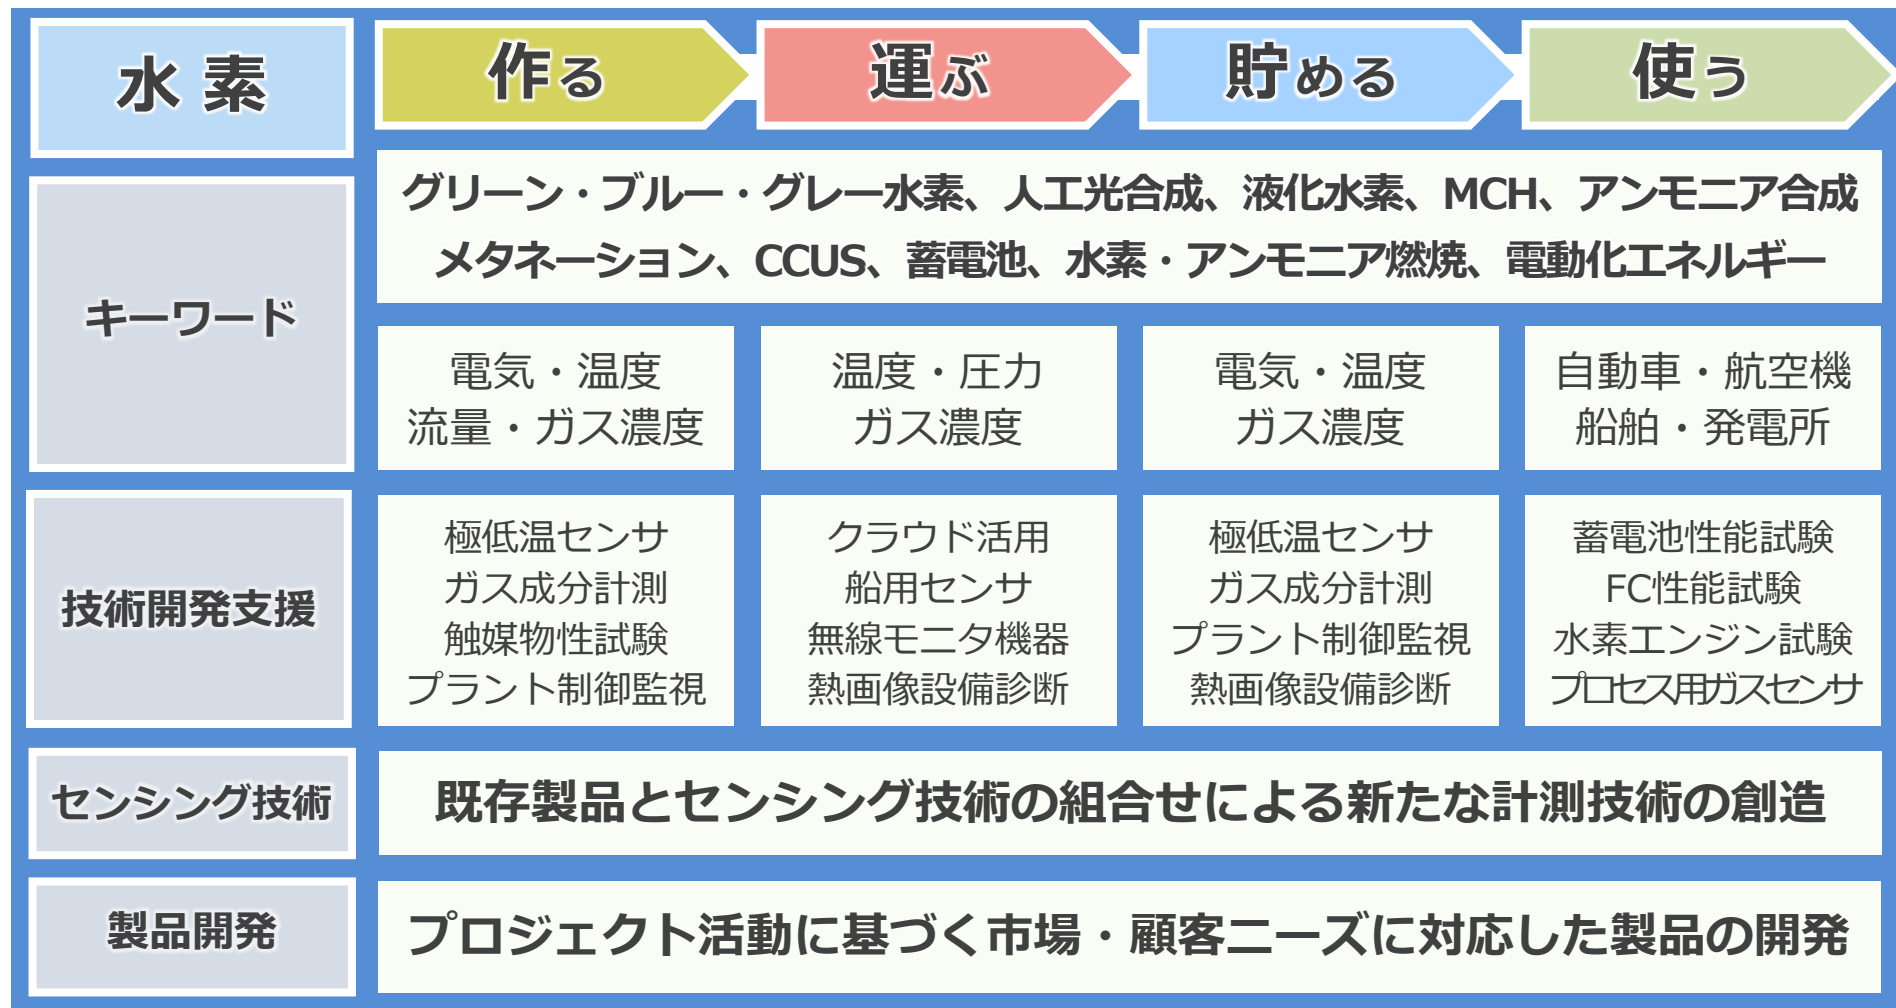 水 素
作る
運ぶ
貯める
使う
キーワード
グリーン・ブルー・グレー水素、人工光合成、液化水素、MCH、アンモニア合成
メタネーション、CCUS、蓄電池、水素・アンモニア燃焼、電動化エネルギー
電気・温度
流量・ガス濃度
温度・圧力
ガス濃度
電気・温度
ガス濃度
自動車・航空機
船舶・発電所
技術開発支援
極低温センサ
ガス成分計測
触媒物性試験
プラント制御監視
クラウド活用
船用センサ
無線モニタ機器
熱画像設備診断
極低温センサ
ガス成分計測
プラント制御監視
熱画像設備診断
蓄電池性能試験
FC性能試験
水素エンジン試験
プロセス用ガスセンサ
センシング技術
既存製品とセンシング技術の組合せによる新たな計測技術の創造
製品開発
プロジェクト活動に基づく市場・顧客ニーズに対応した製品の開発